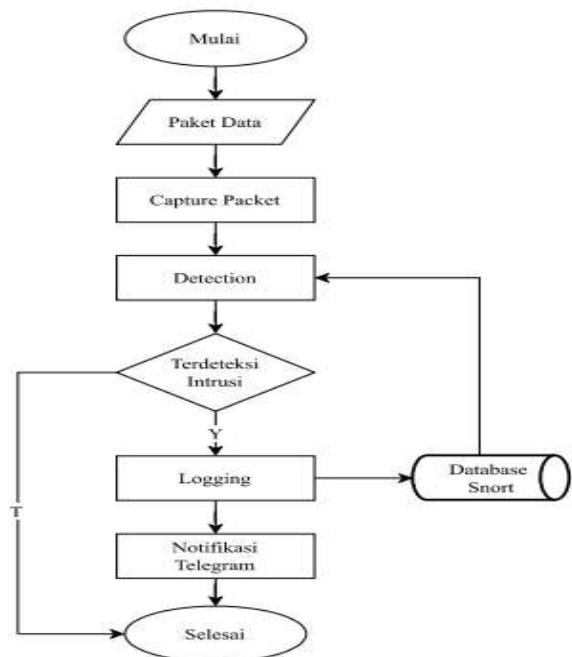 Mulai
Paket Data
Capture Packet
Detection
Terdeteksi
Intrusi
Y
Logging
Database
Snort
T
Notifikasi
Telegram
Selesai